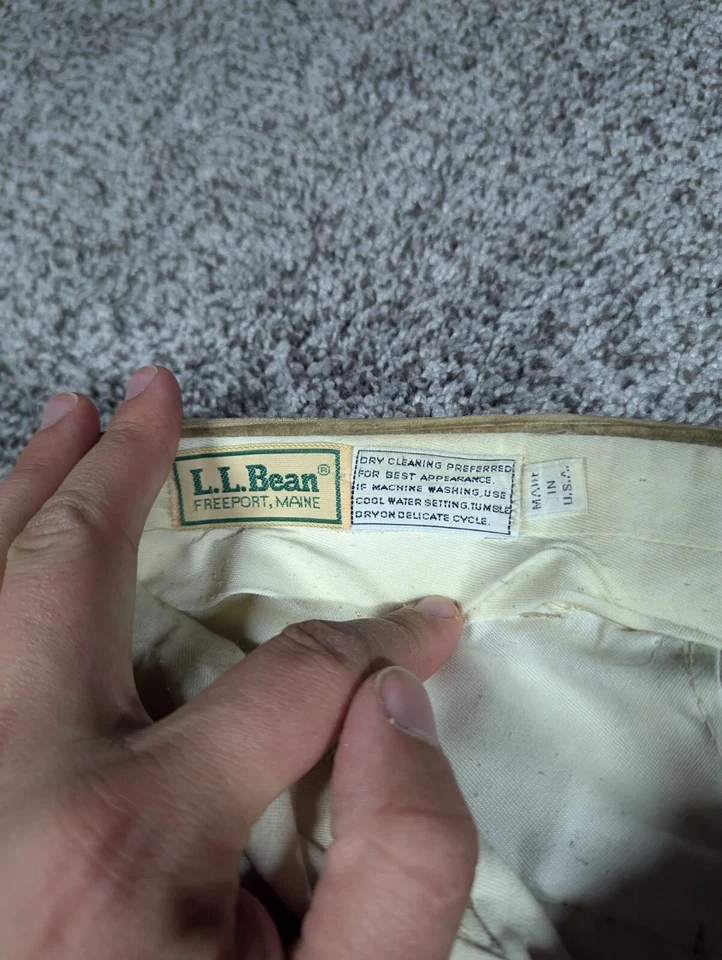 L.L.Bean®
FREEPORT, MAINE
DRY CLEANING PREFERRED
FOR BEST APPEARANCE.
IF MACHINE WASHING, USE
COOL WATER SETTING. TUMBLE
DRY ON DELICATE CYCLE.
MADE
IN
U.S.A.